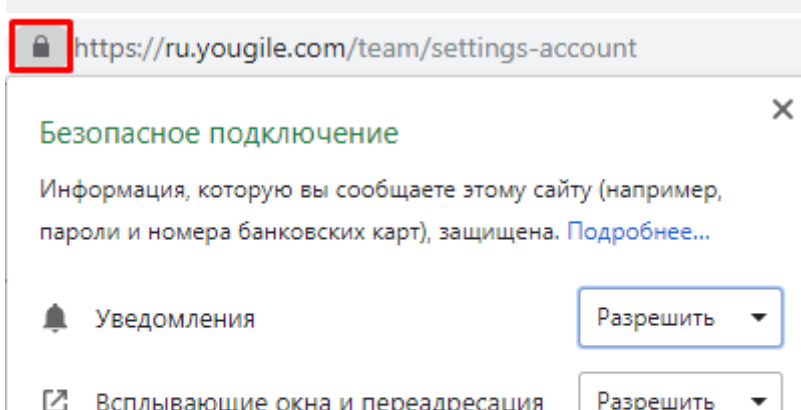 https://ru.yougile.com/team/settings-account
Безопасное подключение
Информация, которую вы сообщаете этому сайту (например,
пароли и номера банковских карт), защищена. Подробнее...
Уведомления Разрешить
Всплывающие окна и переадресация Разрешить